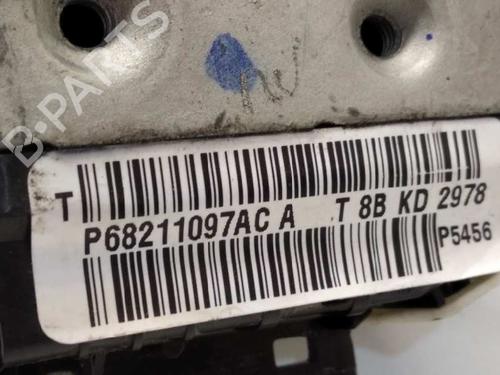 B-PARTS
T
P68211097AC A T 8B KD 2978
P5456